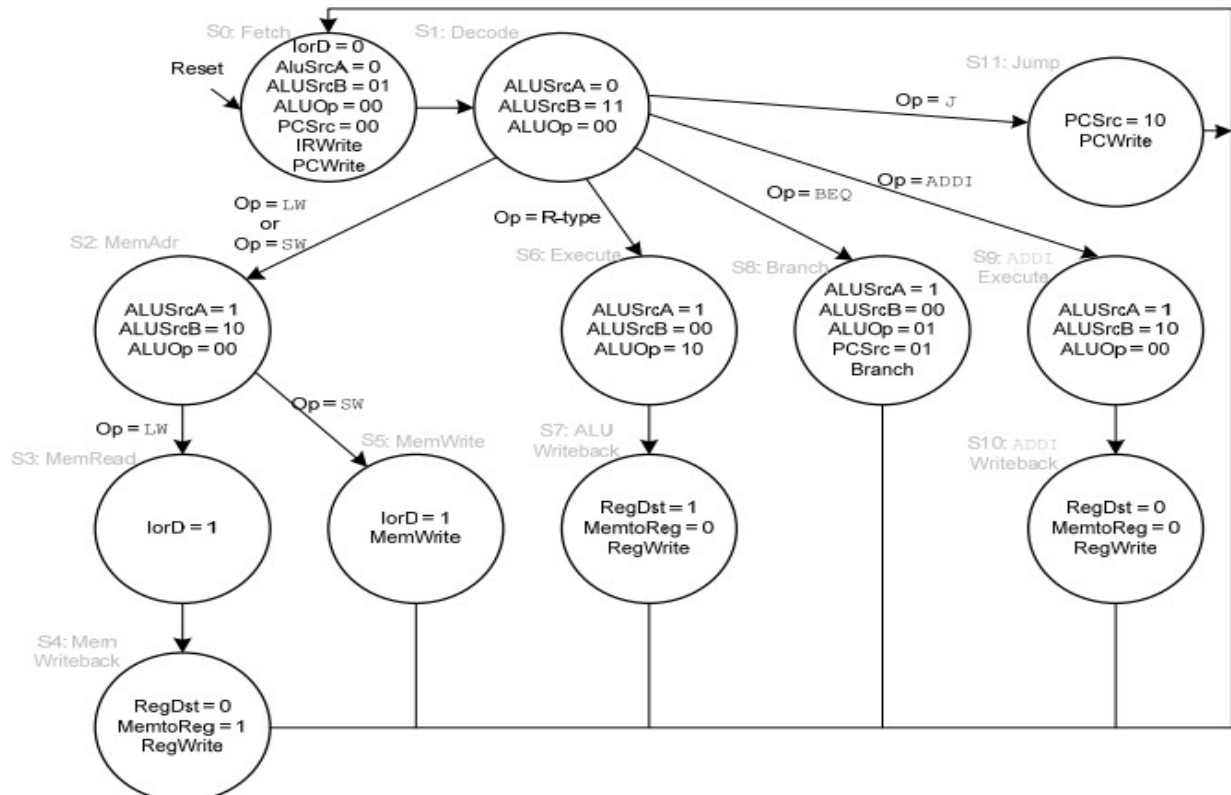 S0: Fetch
IorD = 0
AluSrcA = 0
ALUSrcB = 01
ALUOp = 00
PCSrc = 00
IRWrite
PCWrite
Reset
S1: Decode
ALUSrcA = 0
ALUSrcB = 11
ALUOp = 00
S11: Jump
Op = J
PCSrc = 10
PCWrite
Op = ADDI
Op = BEQ
Op = R-type
Op = LW
or
Op = SW
S2: MemAdr
ALUSrcA = 1
ALUSrcB = 10
ALUOp = 00
S6: Execute
ALUSrcA = 1
ALUSrcB = 00
ALUOp = 10
S8: Branch
ALUSrcA = 1
ALUSrcB = 00
ALUOp = 01
PCSrc = 01
Branch
S9: ADDI
Execute
ALUSrcA = 1
ALUSrcB = 10
ALUOp = 00
Op = SW
Op = LW
S3: MemRead
IorD = 1
S5: MemWrite
IorD = 1
MemWrite
S7: ALU
Writeback
RegDst = 1
MemtoReg = 0
RegWrite
S10: ADDI
Writeback
RegDst = 0
MemtoReg = 0
RegWrite
S4: Mem
Writeback
RegDst = 0
MemtoReg = 1
RegWrite